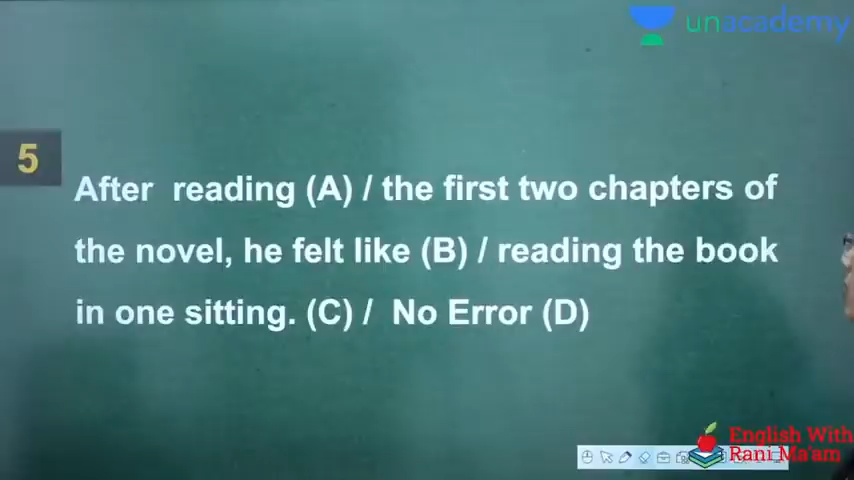 unacademy
5
After reading (A) / the first two chapters of
the novel, he felt like (B) / reading the book
in one sitting. (C) / No Error (D)
English With
Rani Ma'am